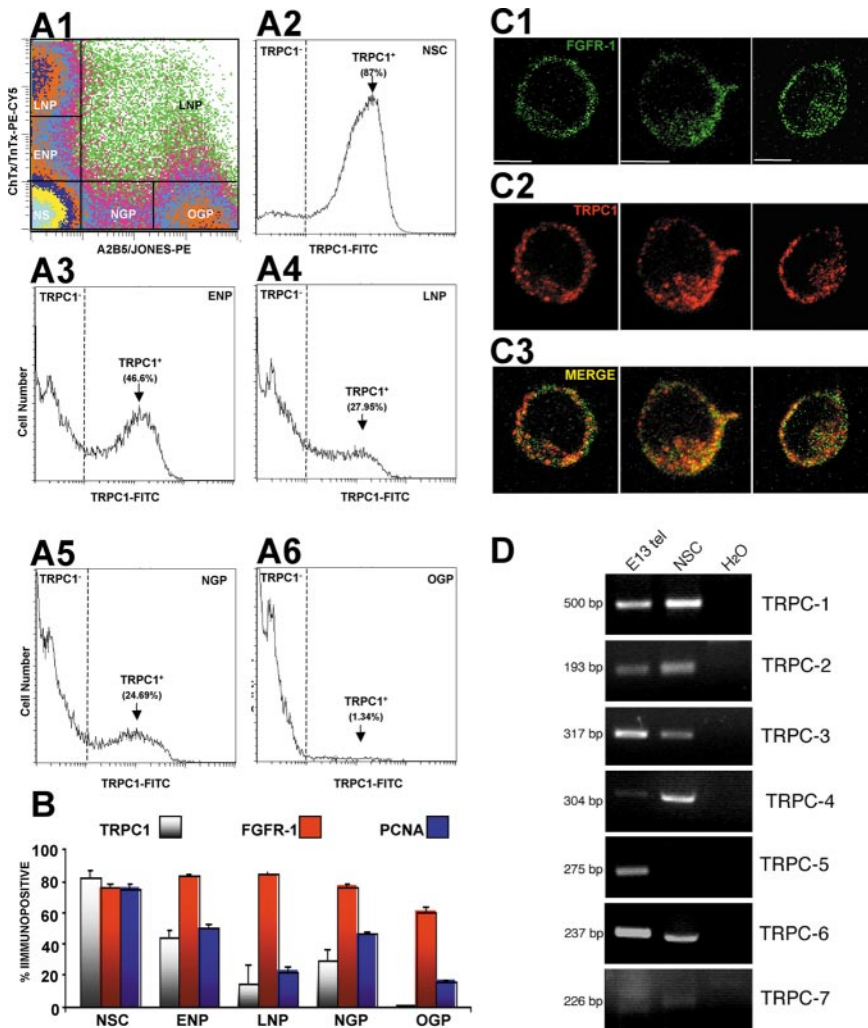 A1
ChTx/TnTx-PE-CY5
LNP
LNP
ENP
NS
NGP
OGP
A2B5/JONES-PE
A2
TRPC1-
TRPC1+
(87%)
NSC
TRPC1-FITC
A3
TRPC1-
ENP
TRPC1+
(46.6%)
Cell Number
TRPC1-FITC
A4
TRPC1-
LNP
TRPC1+
(27.95%)
TRPC1-FITC
A5
TRPC1-
NGP
TRPC1+
(24.69%)
Cell Number
TRPC1-FITC
A6
TRPC1-
OGP
TRPC1+
(1.34%)
TRPC1-FITC
B
TRPC1
FGFR-1
PCNA
% IIMMUNOPOSITIVE
100
80
60
40
20
0
NSC
ENP
LNP
NGP
OGP
C1
FGFR-1
C2
TRPC1
C3
MERGE
D
E13 tel
NSC
H2O
500 bp
TRPC-1
193 bp
TRPC-2
317 bp
TRPC-3
304 bp
TRPC-4
275 bp
TRPC-5
237 bp
TRPC-6
226 bp
TRPC-7